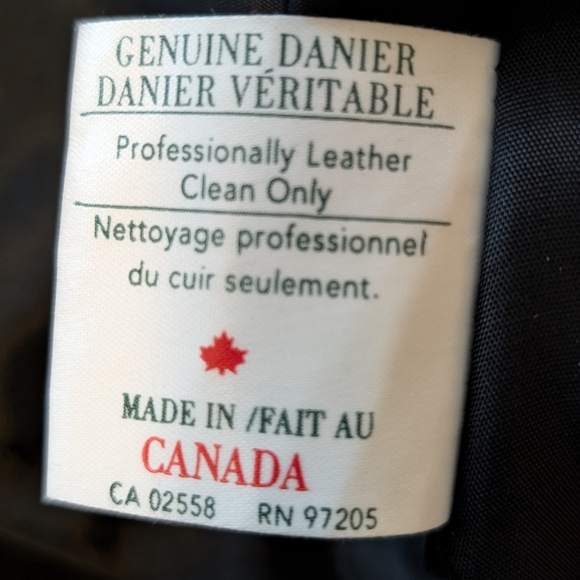 GENUINE DANIER
DANIER VÉRITABLE
Professionally Leather
Clean Only
Nettoyage professionnel
du cuir seulement.
MADE IN /FAIT AU
CANADA
CA 02558 RN 97205